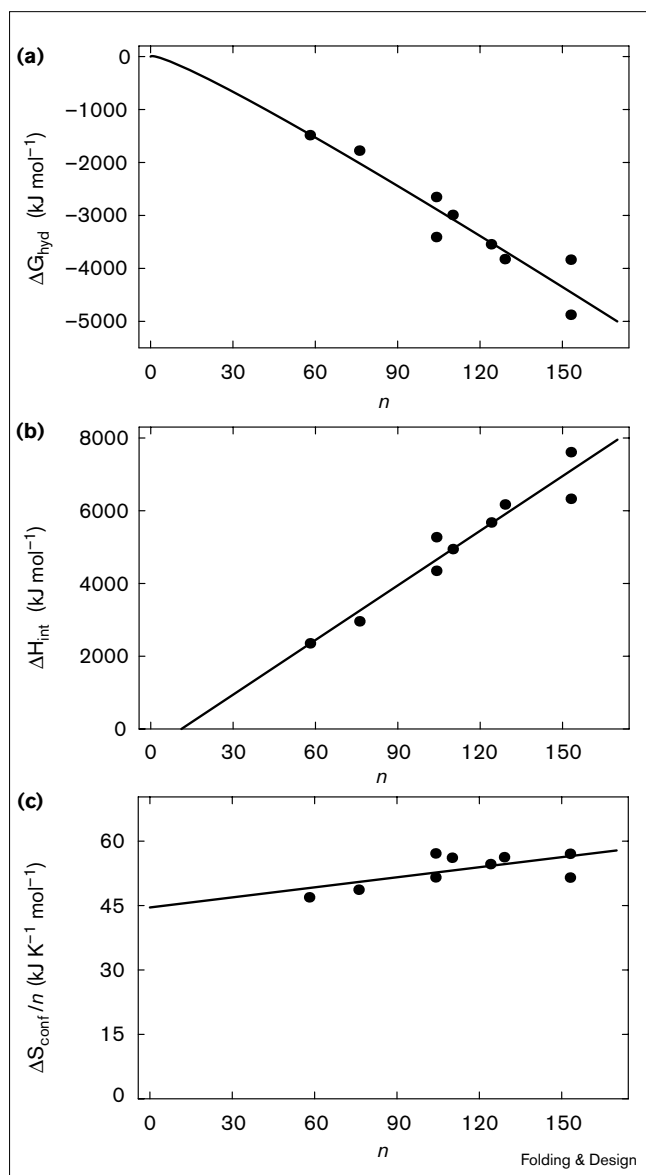 (a)
0
−1000
−2000
−3000
−4000
−5000
ΔG_hyd (kJ mol⁻¹)
0 30 60 90 120 150
n
(b)
8000
6000
4000
2000
0
ΔH_int (kJ mol⁻¹)
0 30 60 90 120 150
n
(c)
60
45
30
15
0
ΔS_conf/n (kJ K⁻¹ mol⁻¹)
0 30 60 90 120 150
n
Folding & Design